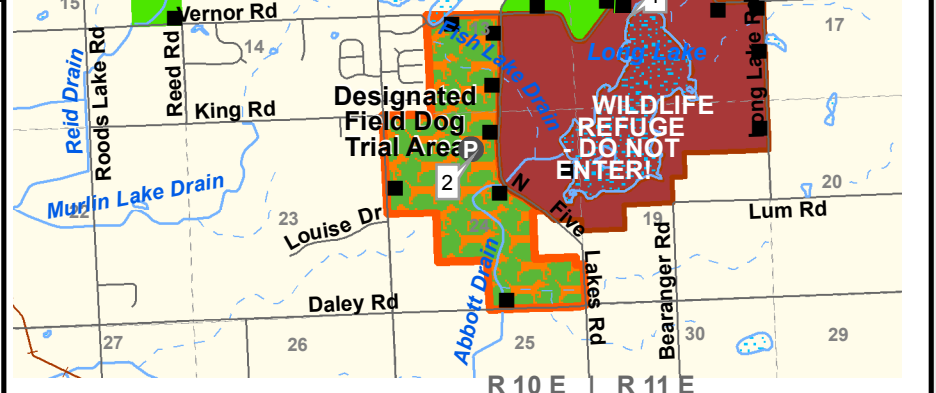 15
Vernor Rd
17
14
Fish Lake Drain
Long Lake
Long Lake Rd
Reid Drain
Roods Lake Rd
Reed Rd
King Rd
Designated
Field Dog
Trial Area
P
WILDLIFE
REFUGE
- DO NOT
ENTER!
2
Murlin Lake Drain
22
23
Louise Dr
24
N Five Lakes Rd
19
20
Lum Rd
Bearanger Rd
Abbott Drain
Daley Rd
27
26
25
30
29
R 10 E
R 11 E